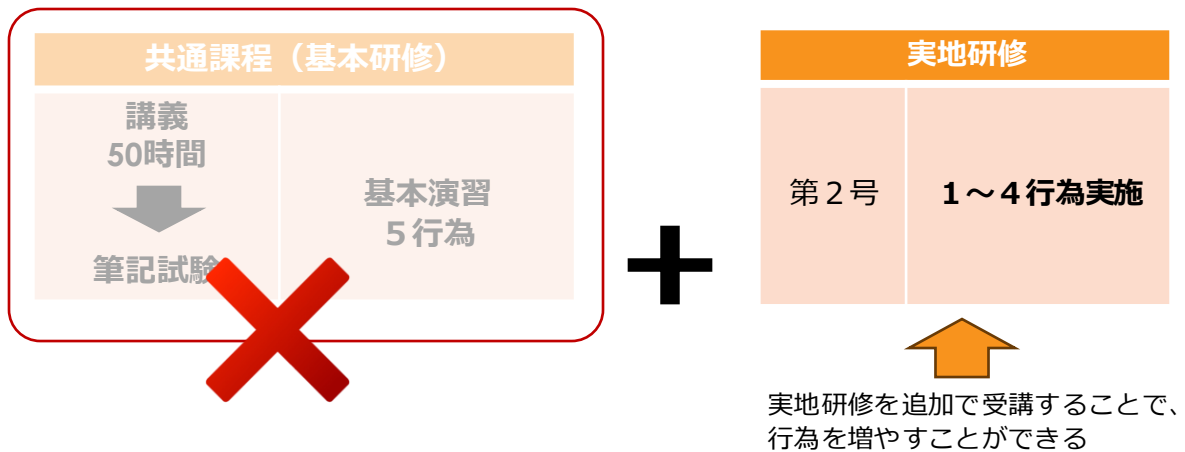 共通課程（基本研修）
講義
50時間
筆記試験
基本演習
５行為
実地研修
第２号
１～４行為実施
実地研修を追加で受講することで、
行為を増やすことができる